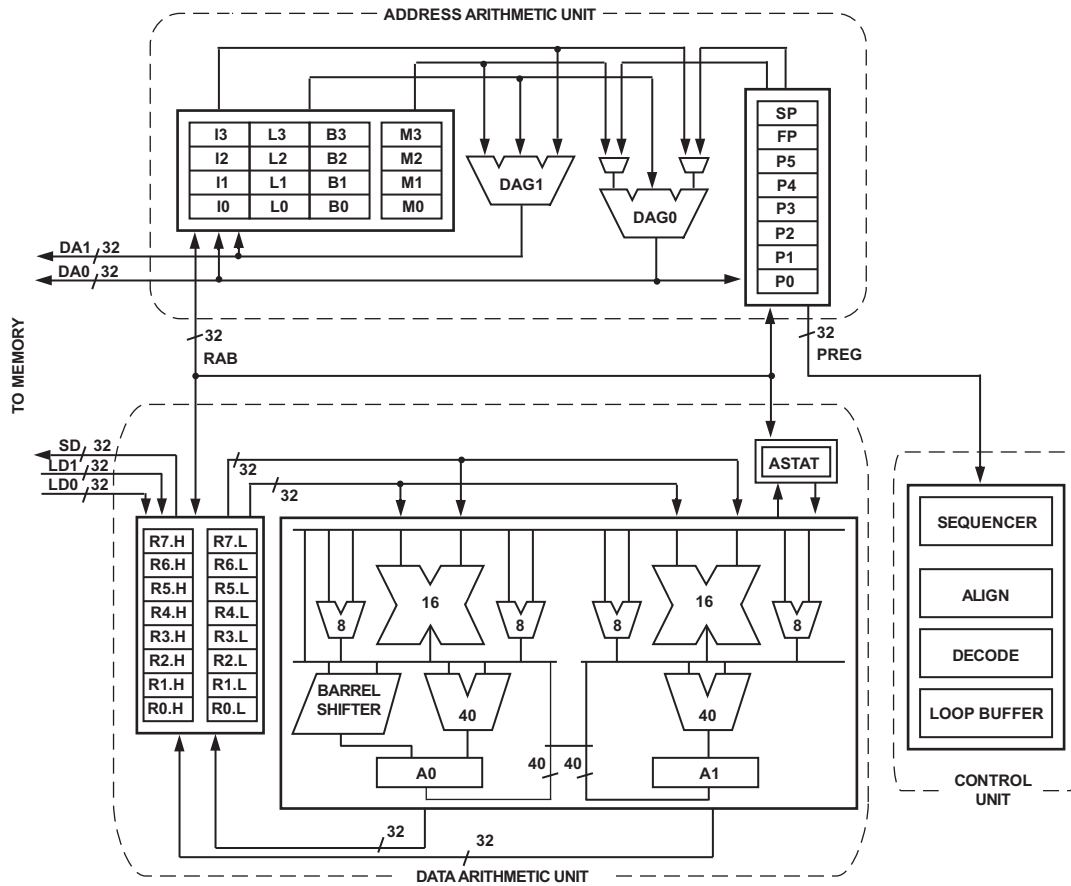 ADDRESS ARITHMETIC UNIT
I3 L3 B3 M3
I2 L2 B2 M2
I1 L1 B1 M1
I0 L0 B0 M0
DAG1
DAG0
SP
FP
P5
P4
P3
P2
P1
P0
DA1 32
DA0 32
TO MEMORY
32
RAB
32
PREG
SD 32
LD1 32
LD0 32
32
32
ASTAT
R7.H R7.L
R6.H R6.L
R5.H R5.L
R4.H R4.L
R3.H R3.L
R2.H R2.L
R1.H R1.L
R0.H R0.L
8
16
8
8
16
8
BARREL
SHIFTER
40
40
A0
40
40
A1
32
32
DATA ARITHMETIC UNIT
SEQUENCER
ALIGN
DECODE
LOOP BUFFER
CONTROL
UNIT